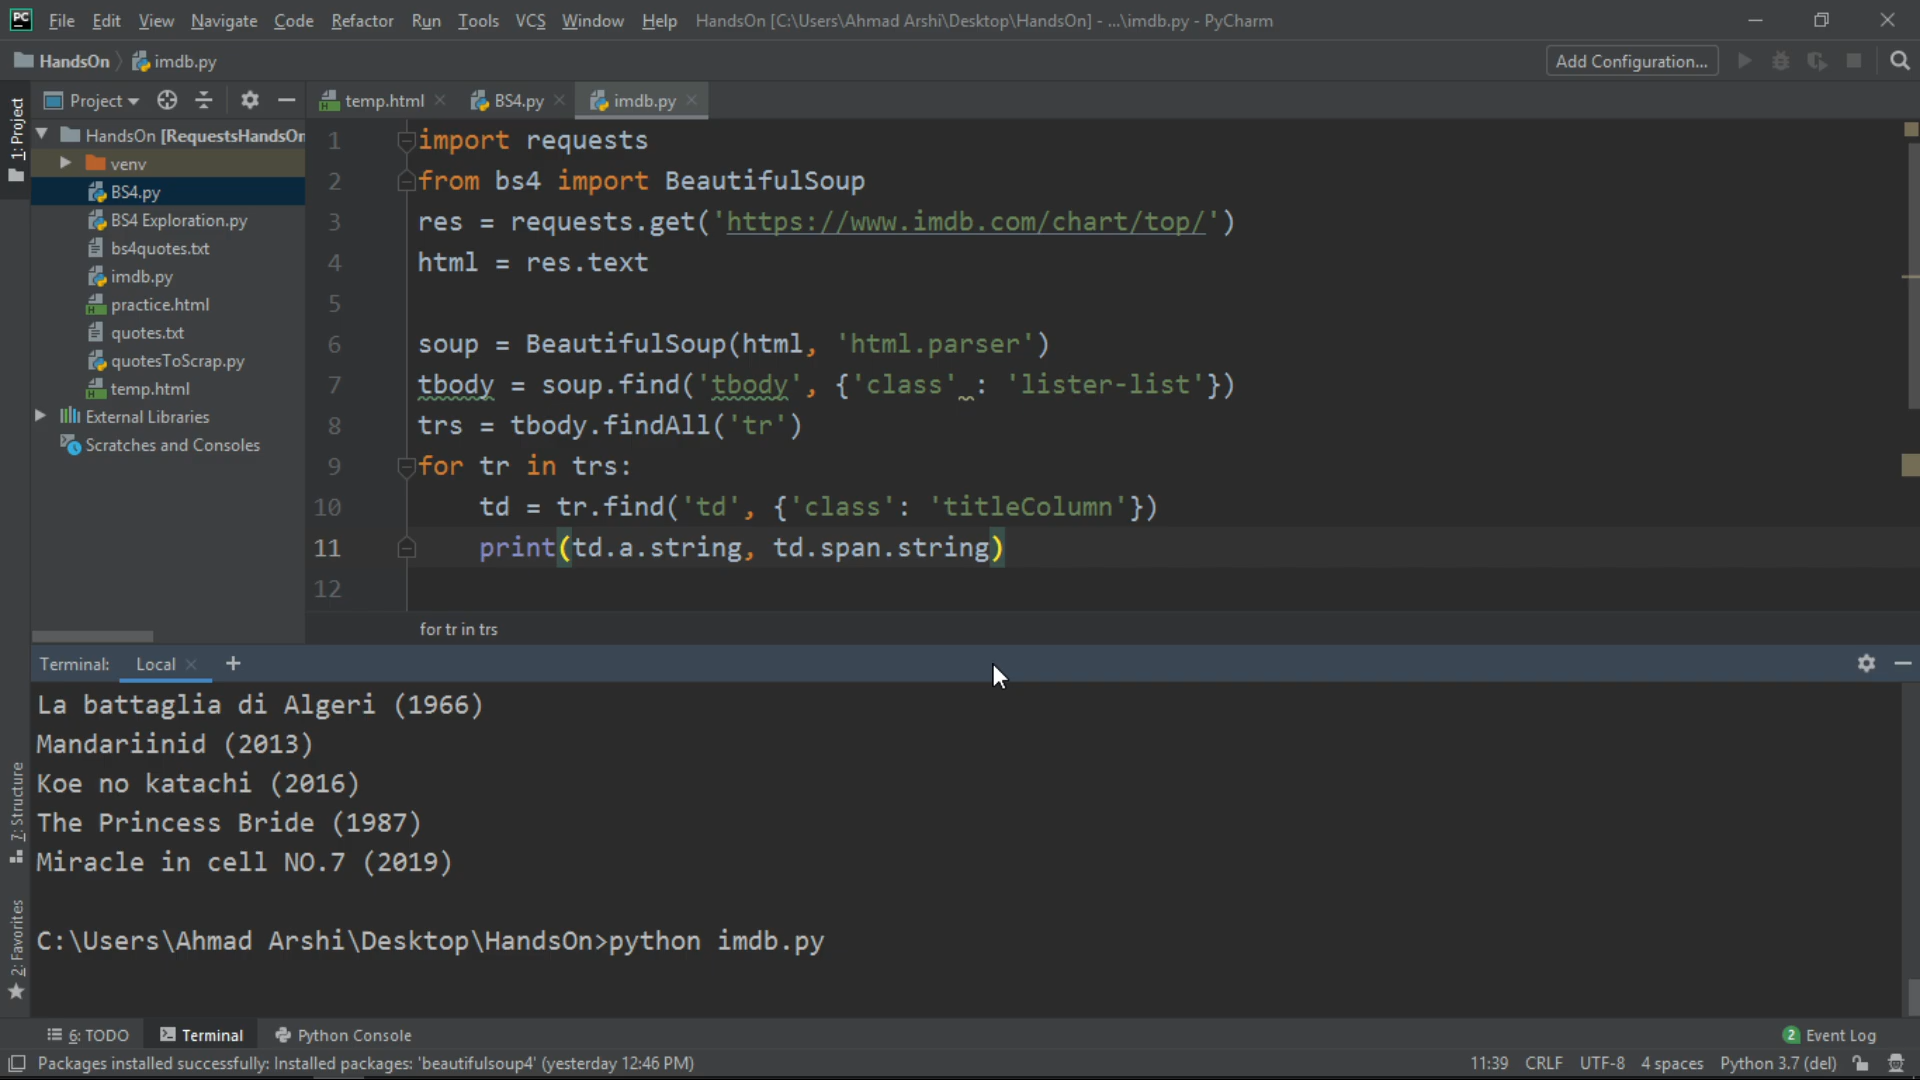 PC File Edit View Navigate Code Refactor Run Tools VCS Window Help HandsOn [C:\Users\Ahmad Arshi\Desktop\HandsOn] - ...\imdb.py - PyCharm
HandsOn imdb.py Add Configuration...
1: Project
Project
temp.html BS4.py imdb.py
HandsOn [RequestsHandsOn
venv
BS4.py
BS4 Exploration.py
bs4quotes.txt
imdb.py
practice.html
quotes.txt
quotesToScrap.py
temp.html
External Libraries
Scratches and Consoles
1 import requests
2 from bs4 import BeautifulSoup
3 res = requests.get('https://www.imdb.com/chart/top/')
4 html = res.text
5
6 soup = BeautifulSoup(html, 'html.parser')
7 tbody = soup.find('tbody', {'class' : 'lister-list'})
8 trs = tbody.findAll('tr')
9 for tr in trs:
10 td = tr.find('td', {'class': 'titleColumn'})
11 print(td.a.string, td.span.string)
12
for tr in trs
Terminal: Local +
La battaglia di Algeri (1966)
Mandariinid (2013)
Koe no katachi (2016)
The Princess Bride (1987)
Miracle in cell NO.7 (2019)
C:\Users\Ahmad Arshi\Desktop\HandsOn>python imdb.py
7: Structure
2: Favorites
6: TODO Terminal Python Console 2 Event Log
Packages installed successfully: Installed packages: 'beautifulsoup4' (yesterday 12:46 PM) 11:39 CRLF UTF-8 4 spaces Python 3.7 (del)